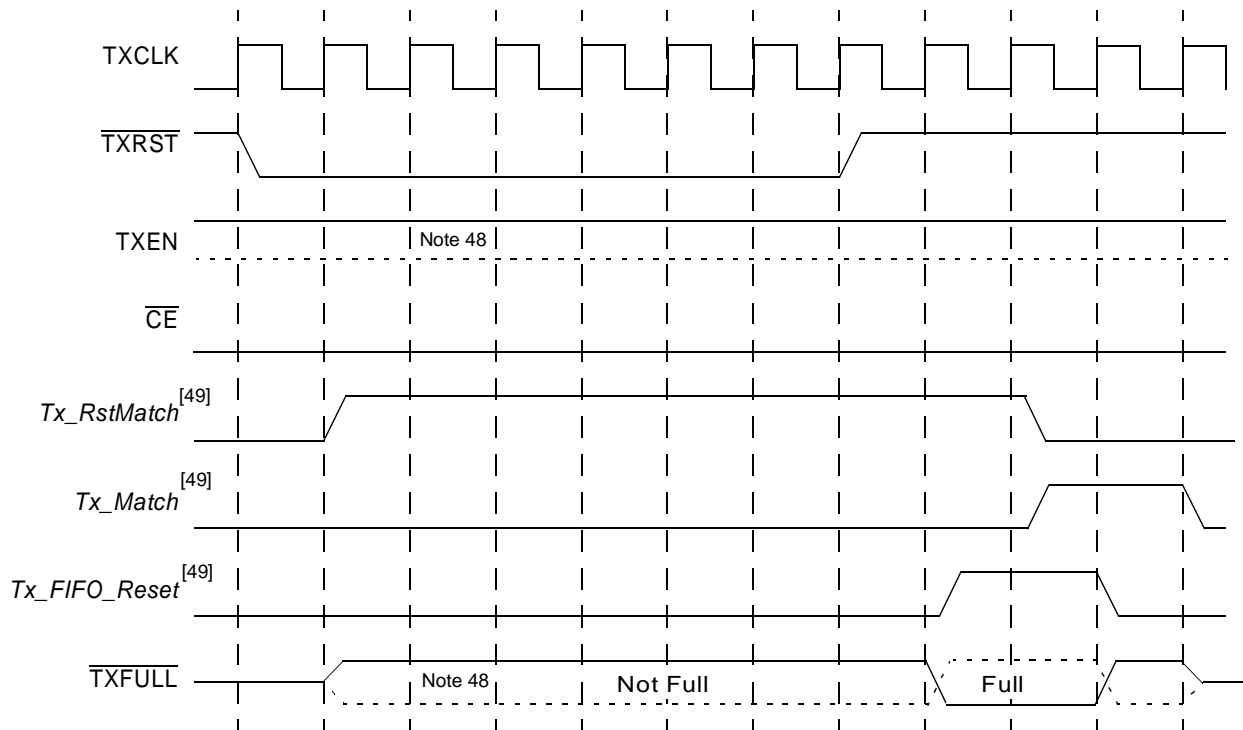 TXCLK
TXRST
TXEN
Note 48
CE
Tx_RstMatch[49]
Tx_Match[49]
Tx_FIFO_Reset[49]
TXFULL
Note 48
Not Full
Full